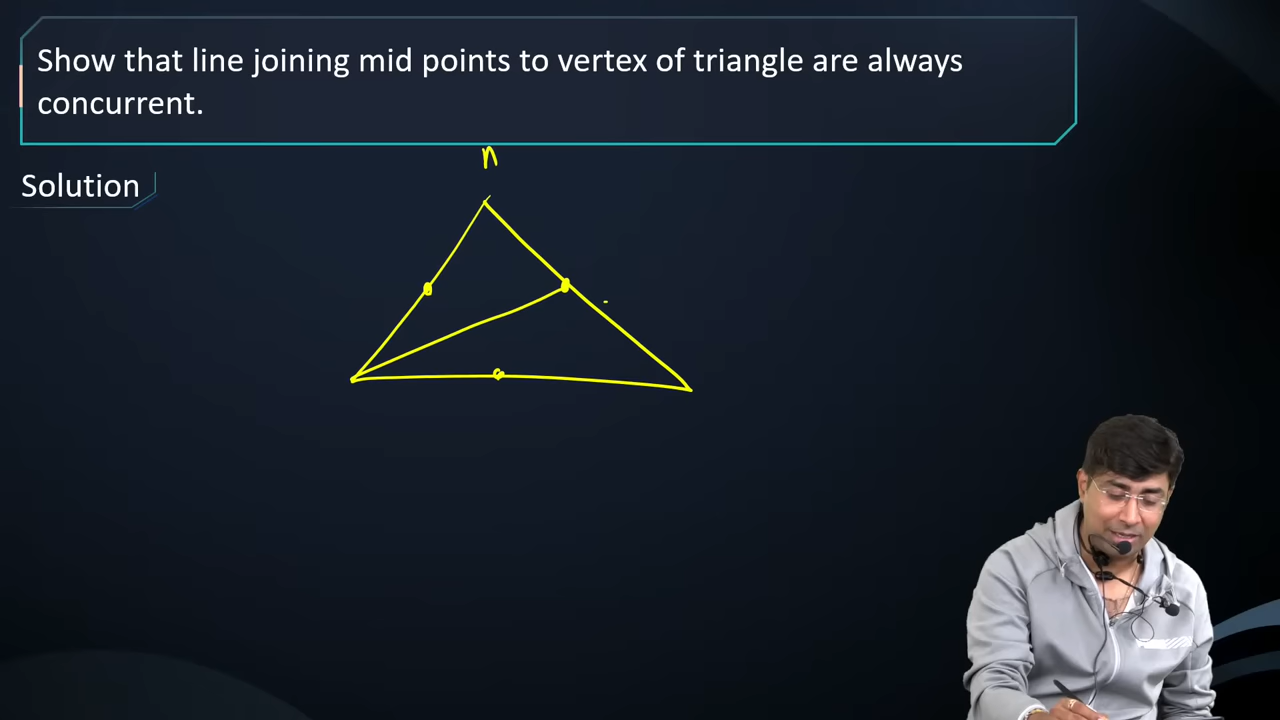 Show that line joining mid points to vertex of triangle are always
concurrent.
n
Solution